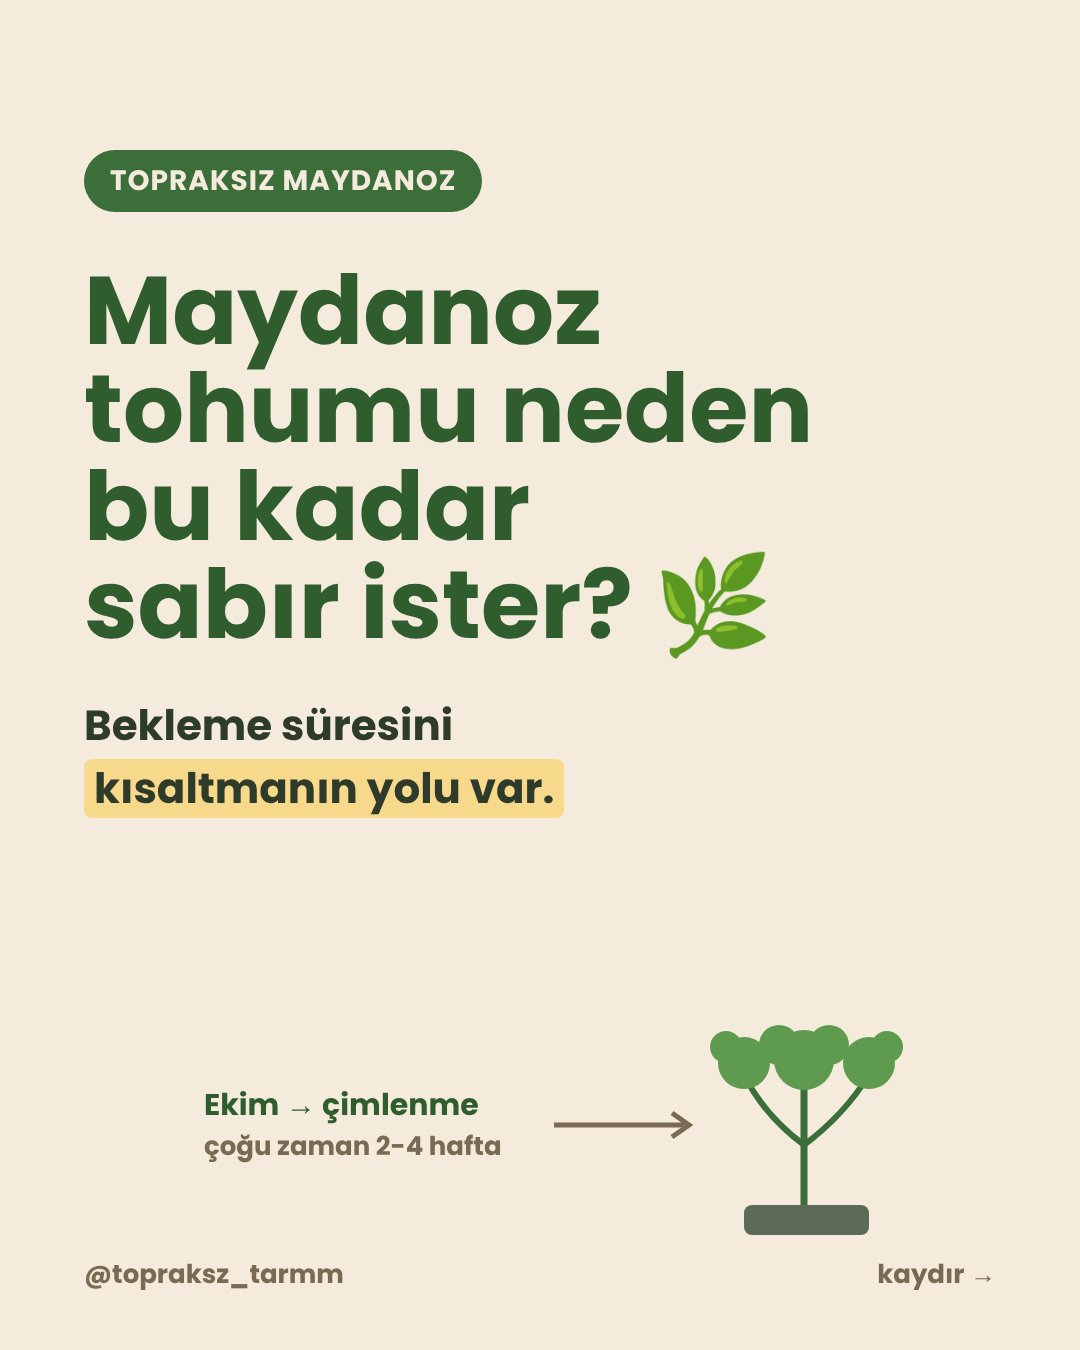 TOPRAKSIZ MAYDANOZ
Maydanoz
tohumu neden
bu kadar
sabır ister? 🌿
Bekleme süresini
kısaltmanın yolu var.
Ekim → çimlenme
çoğu zaman 2-4 hafta
@topraksz_tarmm
kaydır →